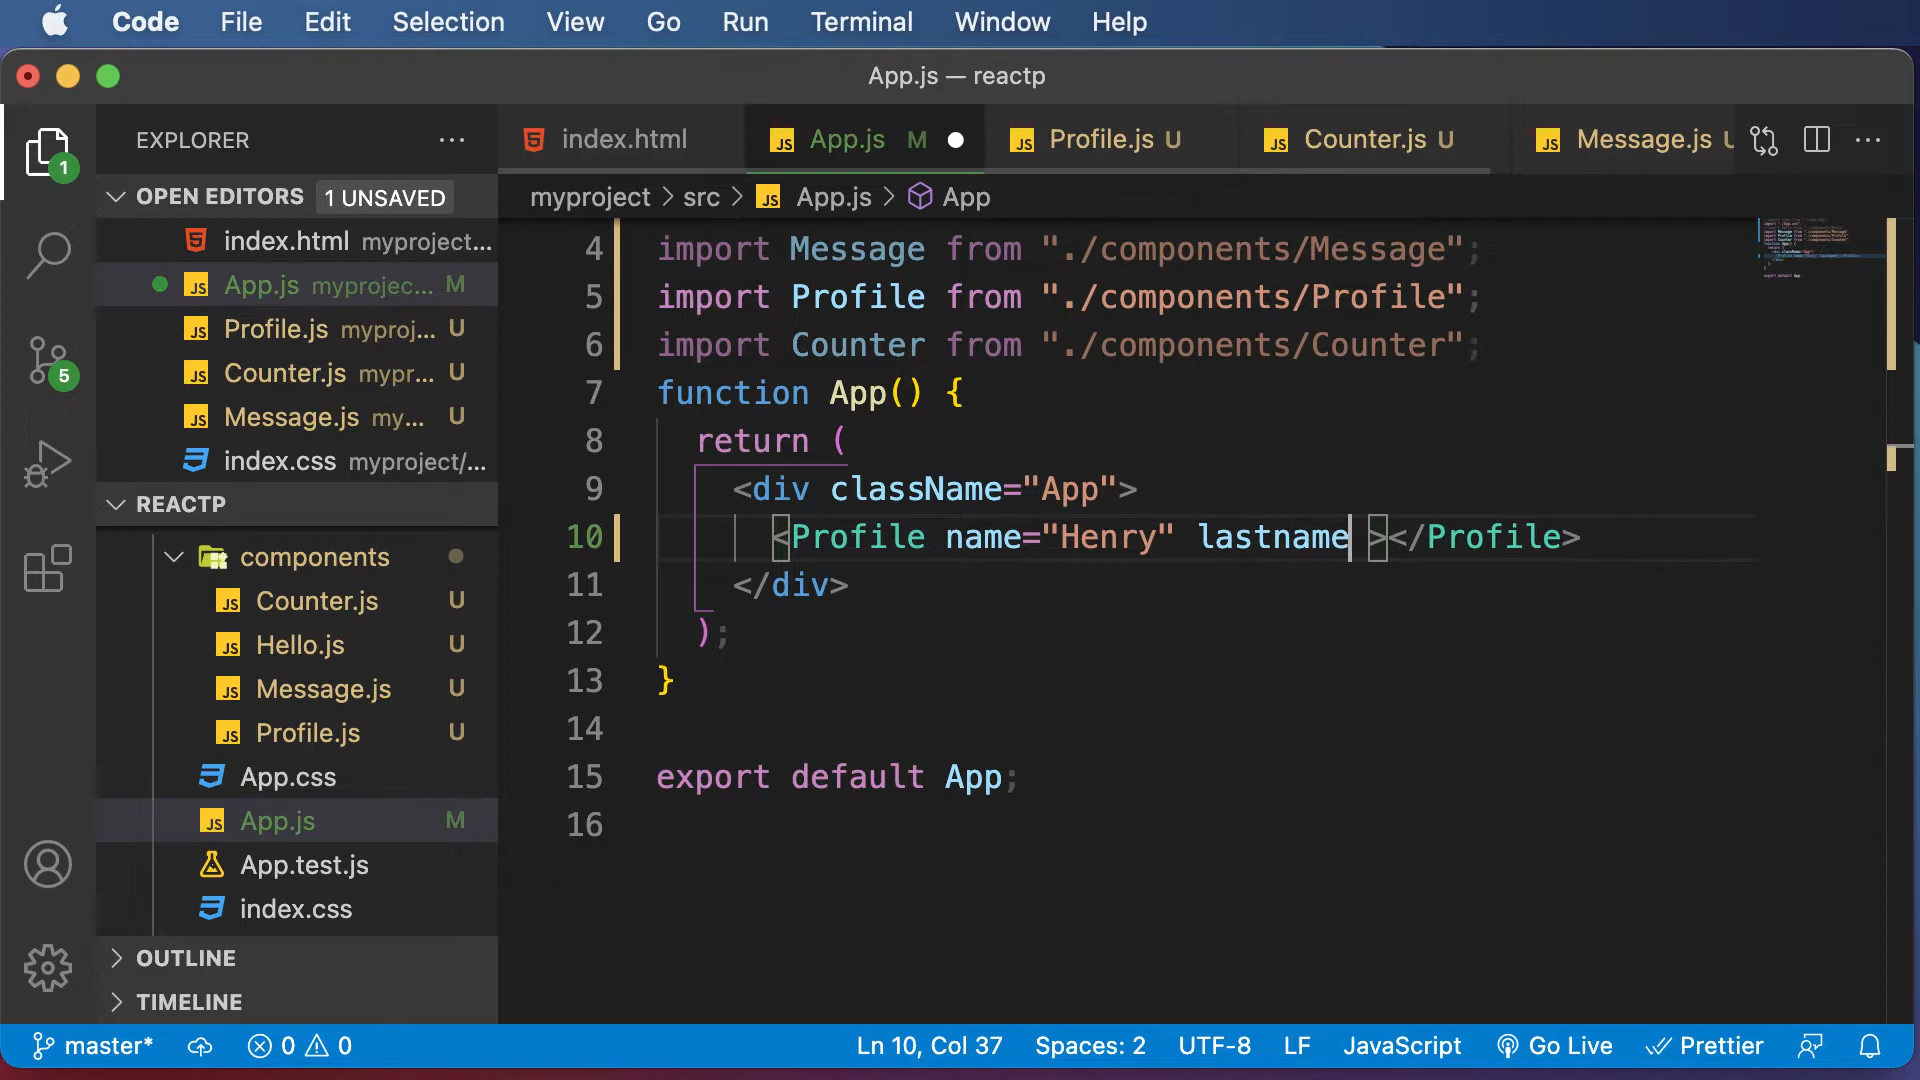 Code File Edit Selection View Go Run Terminal Window Help
App.js — reactp
EXPLORER
index.html
App.js M
Profile.js U
Counter.js U
Message.js U
OPEN EDITORS 1 UNSAVED
myproject > src > App.js > App
index.html myproject...
App.js myprojec... M
Profile.js myproj... U
Counter.js mypr... U
Message.js my... U
index.css myproject/...
REACTP
components
Counter.js U
Hello.js U
Message.js U
Profile.js U
App.css
App.js M
App.test.js
index.css
OUTLINE
TIMELINE
1
5
4 import Message from "./components/Message";
5 import Profile from "./components/Profile";
6 import Counter from "./components/Counter";
7 function App() {
8 return (
9 <div className="App">
10 <Profile name="Henry" lastname ></Profile>
11 </div>
12 );
13 }
14
15 export default App;
16
master* 0 0 Ln 10, Col 37 Spaces: 2 UTF-8 LF JavaScript Go Live Prettier